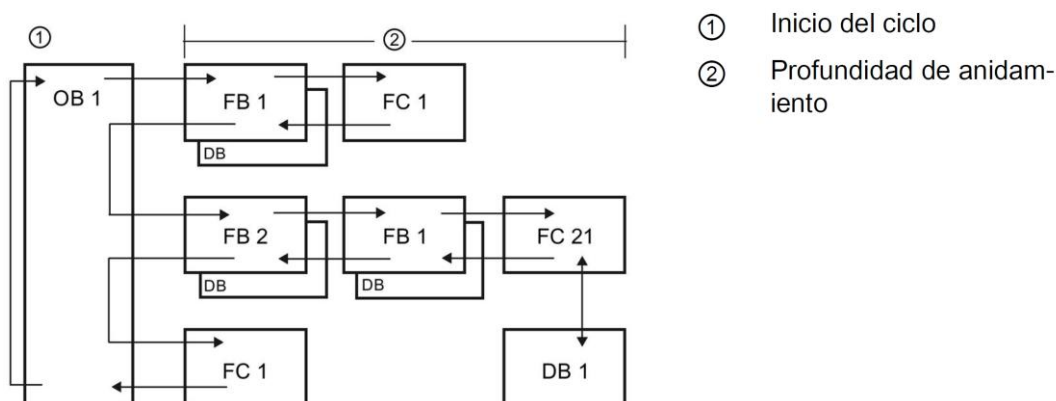 ① Inicio del ciclo
② Profundidad de anidam-
iento
①
②
OB 1
FB 1
FC 1
DB
FB 2
FB 1
FC 21
DB
DB
FC 1
DB 1